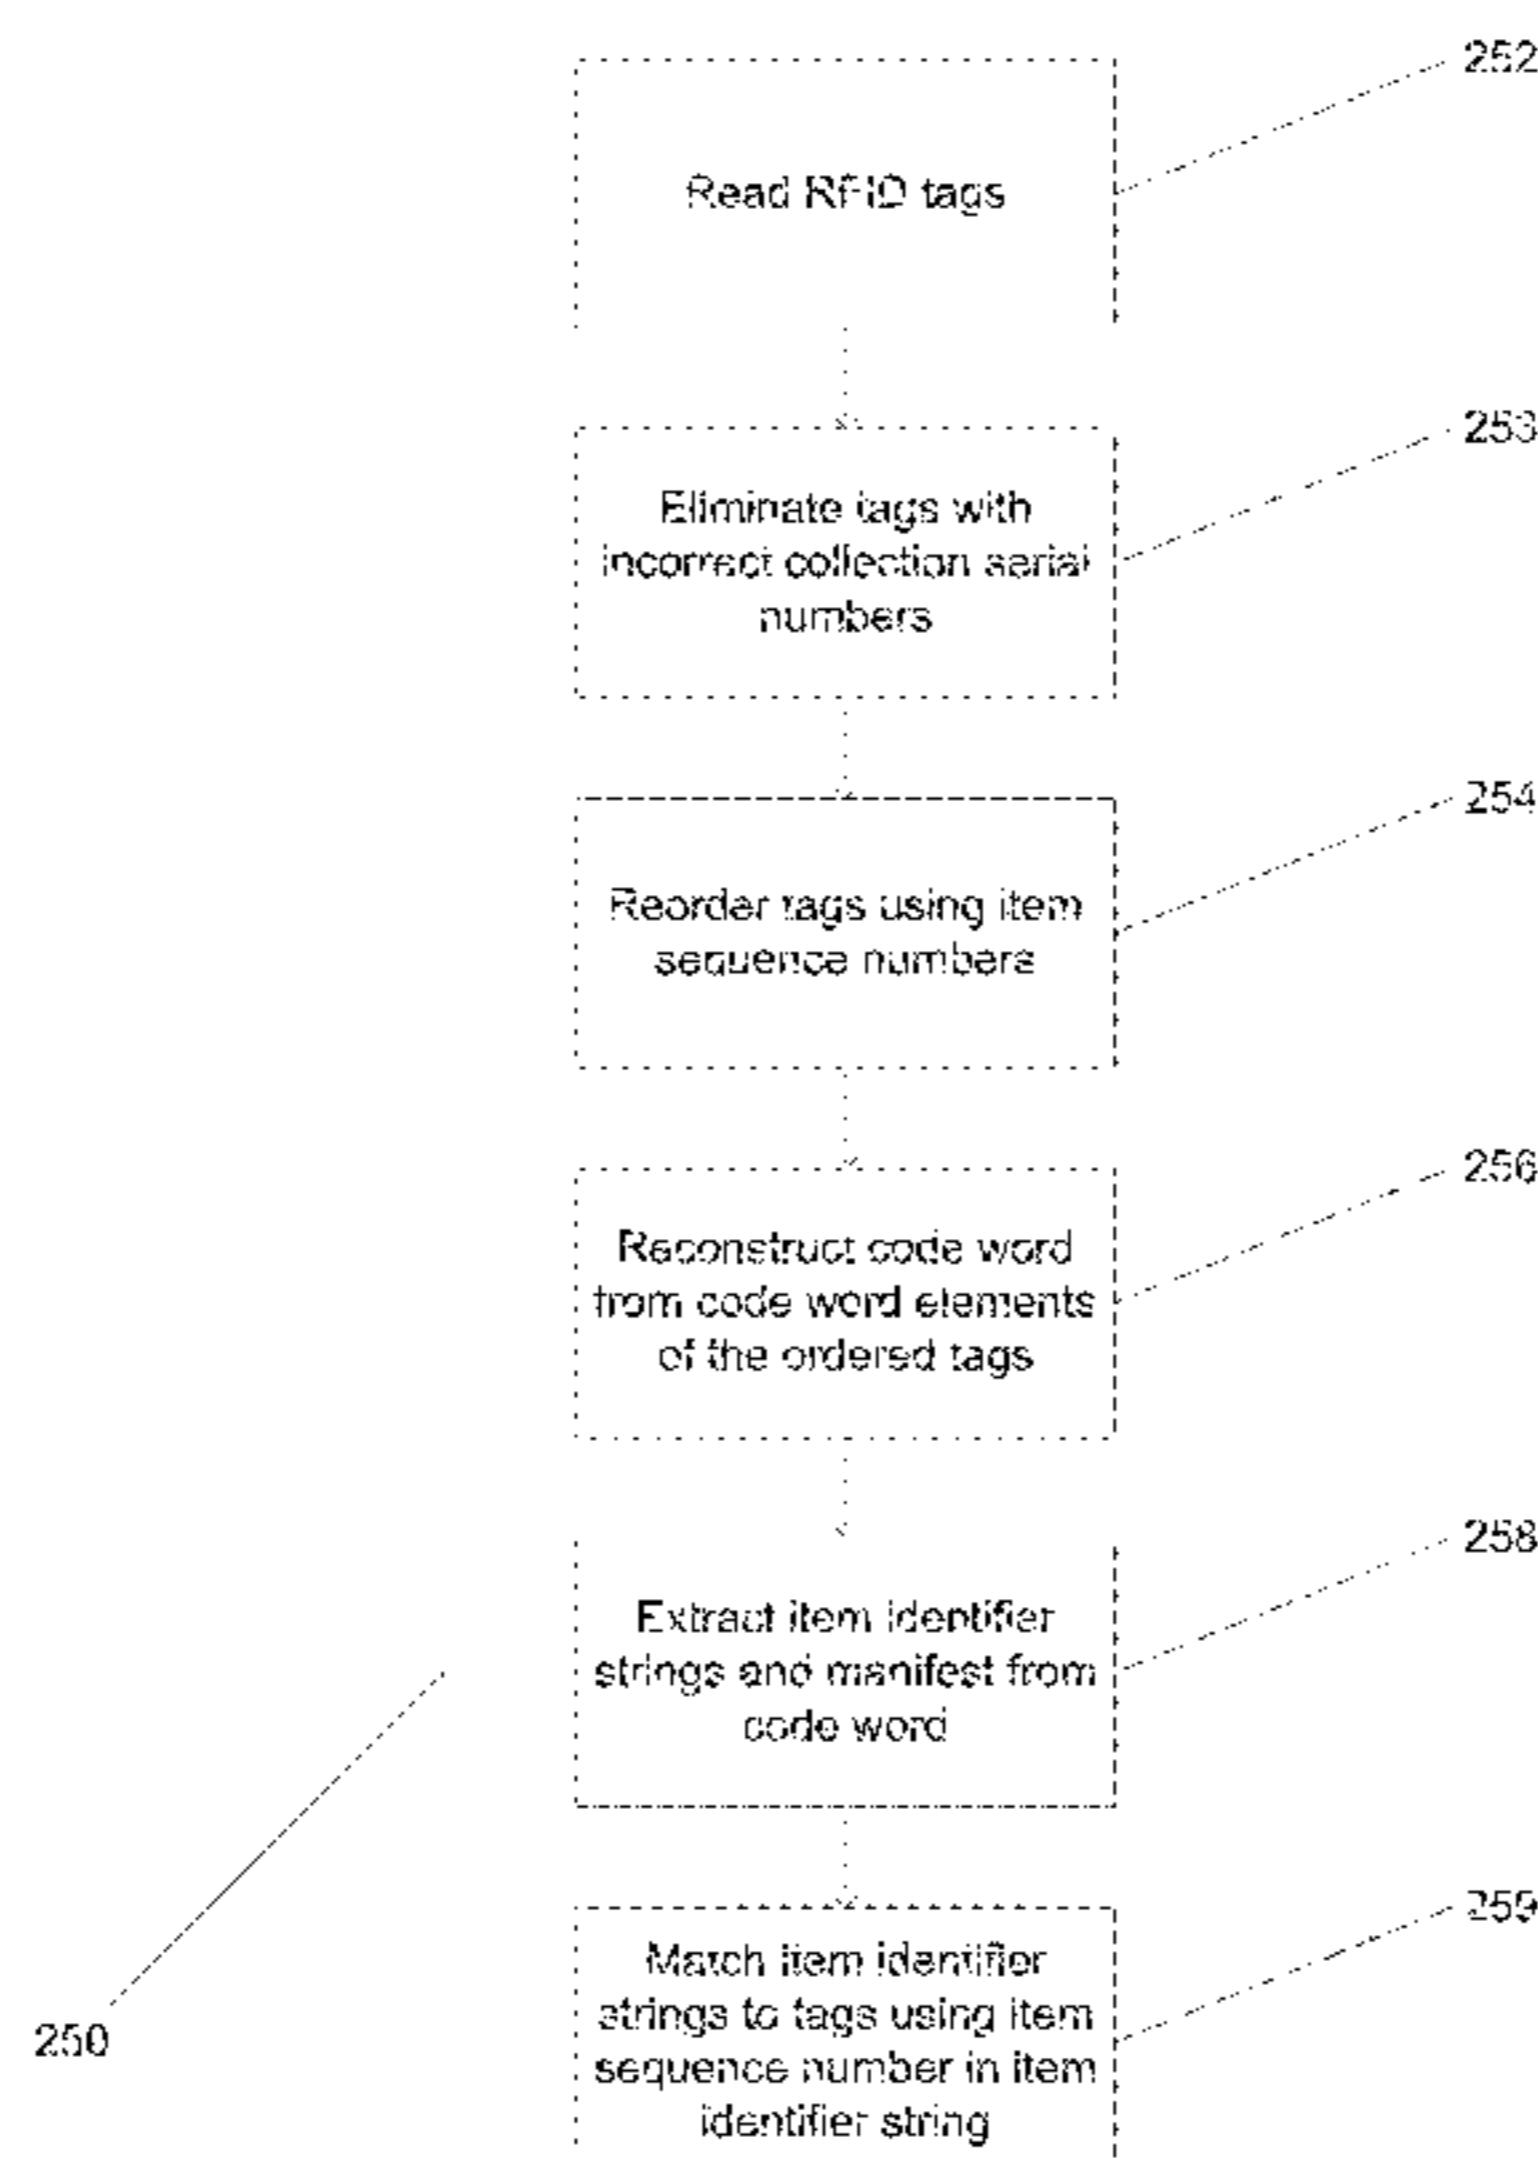 252
Read RFID tags
253
Eliminate tags with
incorrect collection serial
numbers
254
Reorder tags using item
sequence numbers
256
Reconstruct code word
from code word elements
of the ordered tags
258
Extract item identifier
strings and manifest from
code word
259
Match item identifier
strings to tags using item
sequence number in item
identifier string
250